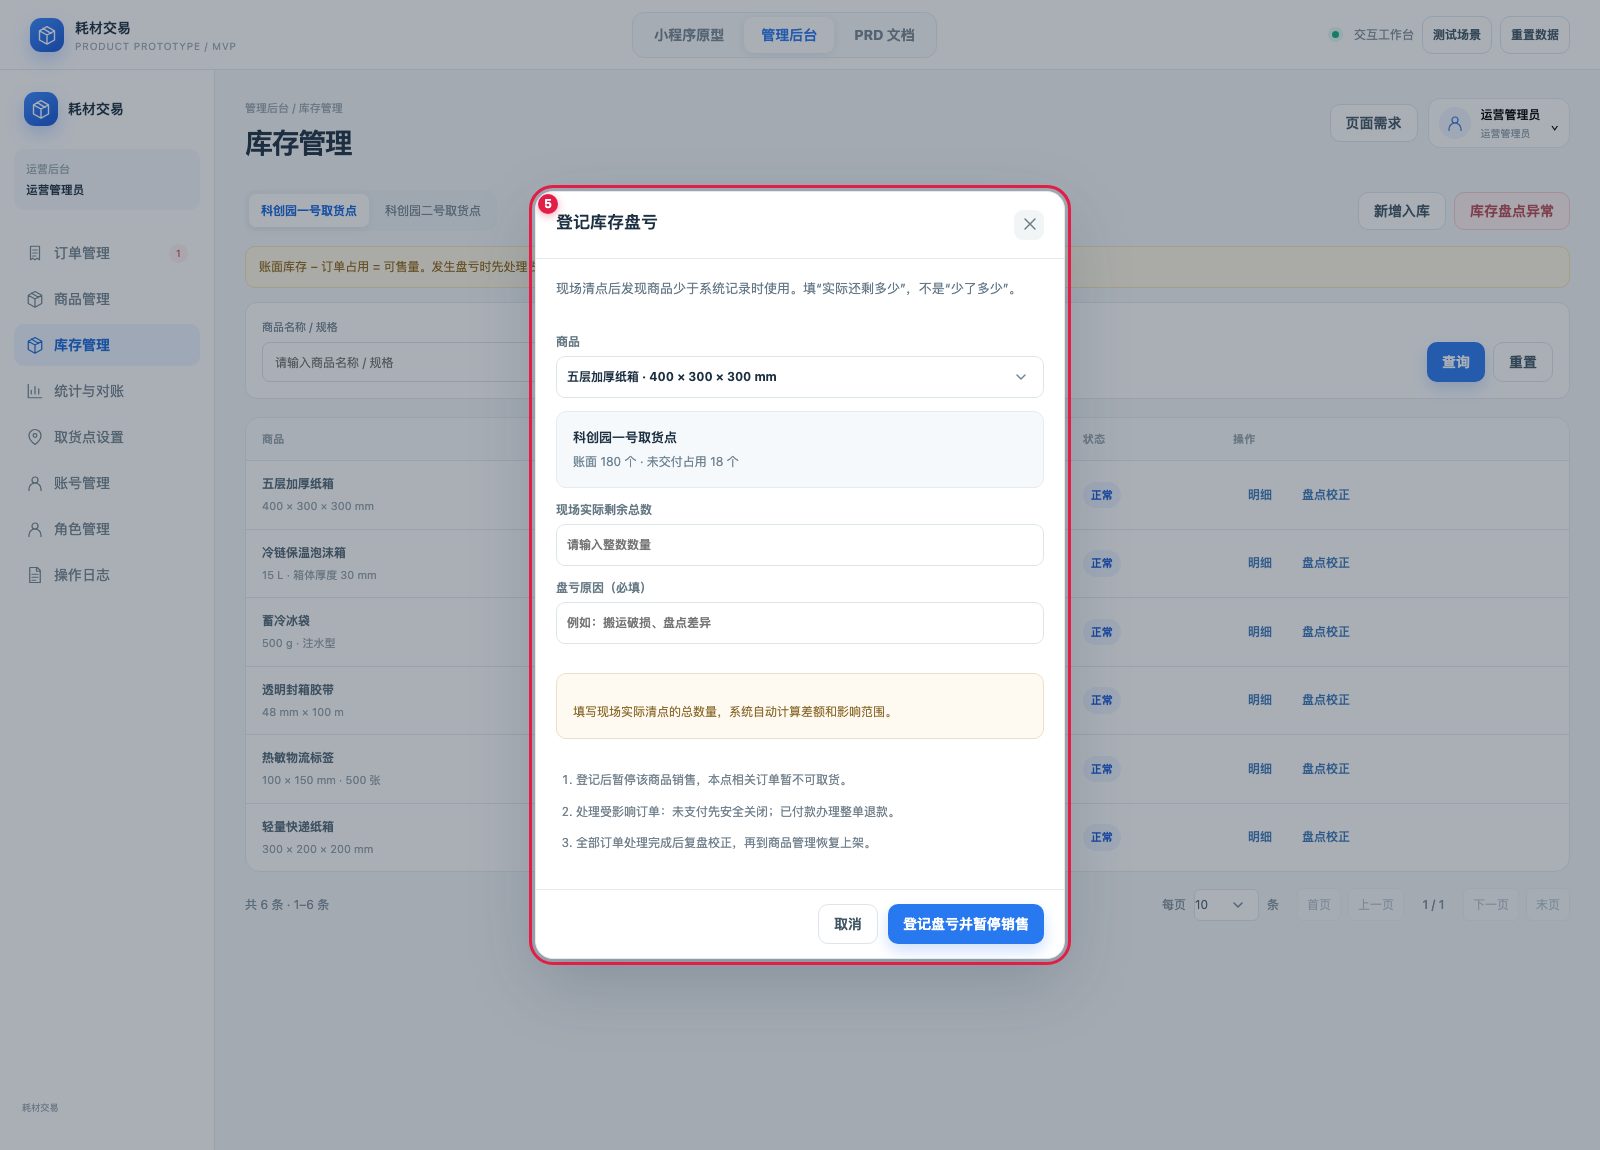 耗材交易
PRODUCT PROTOTYPE / MVP
小程序原型
管理后台
PRD 文档
交互工作台
测试场景
重置数据
耗材交易
运营后台
运营管理员
订单管理
1
商品管理
库存管理
统计与对账
取货点设置
账号管理
角色管理
操作日志
耗材交易
管理后台 / 库存管理
库存管理
页面需求
运营管理员
运营管理员
科创园一号取货点
科创园二号取货点
新增入库
库存盘点异常
账面库存 − 订单占用 = 可售量。发生盘亏时先处理
商品名称 / 规格
请输入商品名称 / 规格
查询
重置
商品
状态
操作
五层加厚纸箱
400 × 300 × 300 mm
正常
明细
盘点校正
冷链保温泡沫箱
15 L · 箱体厚度 30 mm
正常
明细
盘点校正
蓄冷冰袋
500 g · 注水型
正常
明细
盘点校正
透明封箱胶带
48 mm × 100 m
正常
明细
盘点校正
热敏物流标签
100 × 150 mm · 500 张
正常
明细
盘点校正
轻量快递纸箱
300 × 200 × 200 mm
正常
明细
盘点校正
共 6 条 · 1–6 条
每页
10
条
首页
上一页
1 / 1
下一页
末页
5
登记库存盘亏
现场清点后发现商品少于系统记录时使用。填“实际还剩多少”，不是“少了多少”。
商品
五层加厚纸箱 · 400 × 300 × 300 mm
科创园一号取货点
账面 180 个 · 未交付占用 18 个
现场实际剩余总数
请输入整数数量
盘亏原因（必填）
例如：搬运破损、盘点差异
填写现场实际清点的总数量，系统自动计算差额和影响范围。
1. 登记后暂停该商品销售，本点相关订单暂不可取货。
2. 处理受影响订单：未支付先安全关闭；已付款办理整单退款。
3. 全部订单处理完成后复盘校正，再到商品管理恢复上架。
取消
登记盘亏并暂停销售